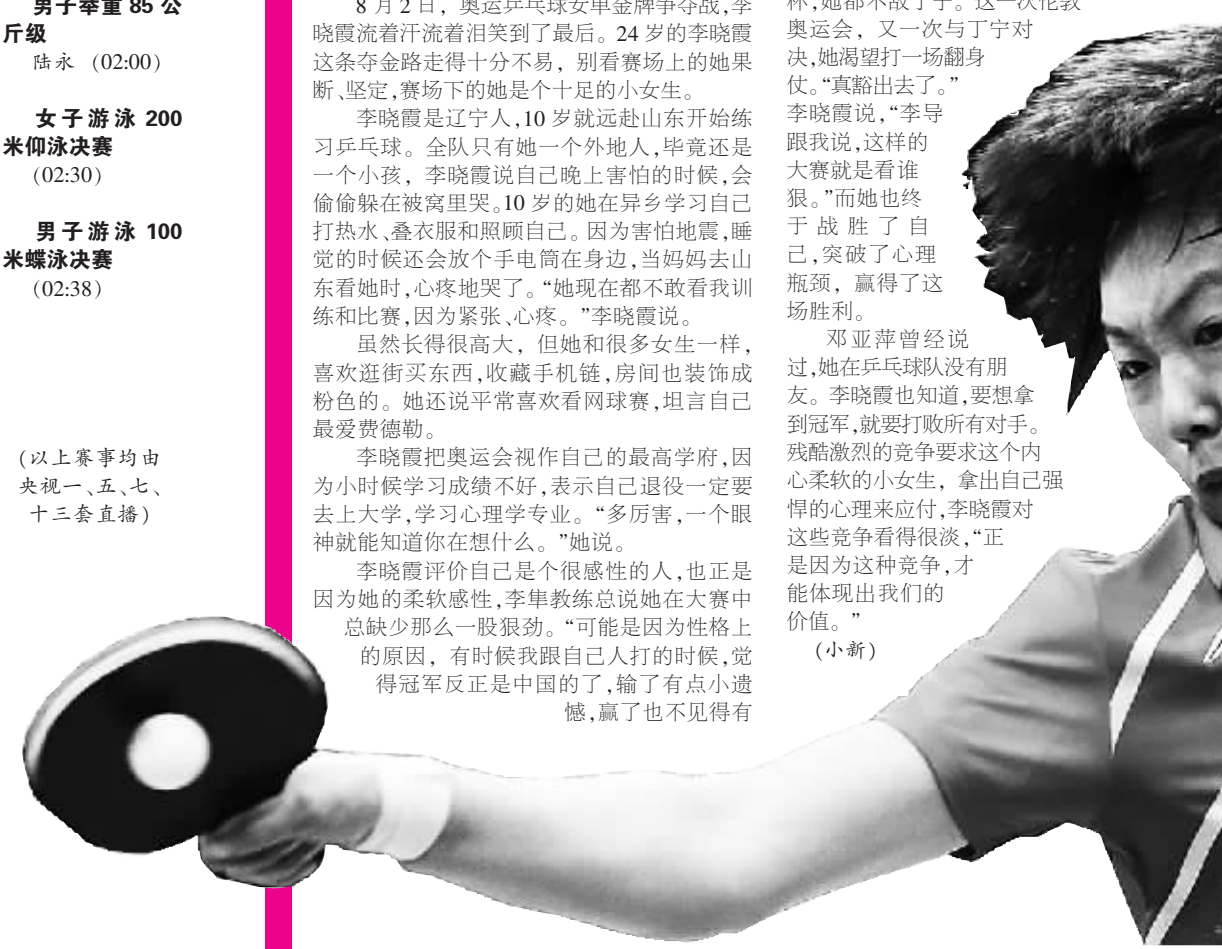 男子举重 85 公
斤级
陆永 (02:00)
女子游泳 200
米仰泳决赛
(02:30)
男子游泳 100
米蝶泳决赛
(02:38)
(以上赛事均由
央视一、五、七、
十三套直播)
8 月 2 日，奥运乒乓球女单金牌争夺战,李
晓霞流着汗流着泪笑到了最后。24 岁的李晓霞
这条夺金路走得十分不易，别看赛场上的她果
断、坚定,赛场下的她是个十足的小女生。
李晓霞是辽宁人,10 岁就远赴山东开始练
习乒乓球。全队只有她一个外地人,毕竟还是
一个小孩，李晓霞说自己晚上害怕的时候,会
偷偷躲在被窝里哭。10 岁的她在异乡学习自己
打热水、叠衣服和照顾自己。因为害怕地震,睡
觉的时候还会放个手电筒在身边,当妈妈去山
东看她时,心疼地哭了。“她现在都不敢看我训
练和比赛,因为紧张、心疼。”李晓霞说。
虽然长得很高大，但她和很多女生一样，
喜欢逛街买东西,收藏手机链,房间也装饰成
粉色的。她还说平常喜欢看网球赛,坦言自己
最爱费德勒。
李晓霞把奥运会视作自己的最高学府,因
为小时候学习成绩不好,表示自己退役一定要
去上大学,学习心理学专业。“多厉害,一个眼
神就能知道你在想什么。”她说。
李晓霞评价自己是个很感性的人,也正是
因为她的柔软感性,李隼教练总说她在大赛中
总缺少那么一股狠劲。“可能是因为性格上
的原因，有时候我跟自己人打的时候,觉
得冠军反正是中国的了,输了有点小遗
憾,赢了也不见得有
杯,她都不敌丁宁。这一次伦敦
奥运会，又一次与丁宁对
决,她渴望打一场翻身
仗。“真豁出去了。”
李晓霞说,“李导
跟我说,这样的
大赛就是看谁
狠。”而她也终
于战胜了自
己,突破了心理
瓶颈，赢得了这
场胜利。
邓亚萍曾经说
过,她在乒乓球队没有朋
友。李晓霞也知道,要想拿
到冠军,就要打败所有对手。
残酷激烈的竞争要求这个内
心柔软的小女生，拿出自己强
悍的心理来应付,李晓霞对
这些竞争看得很淡,“正
是因为这种竞争,才
能体现出我们的
价值。”
(小新)